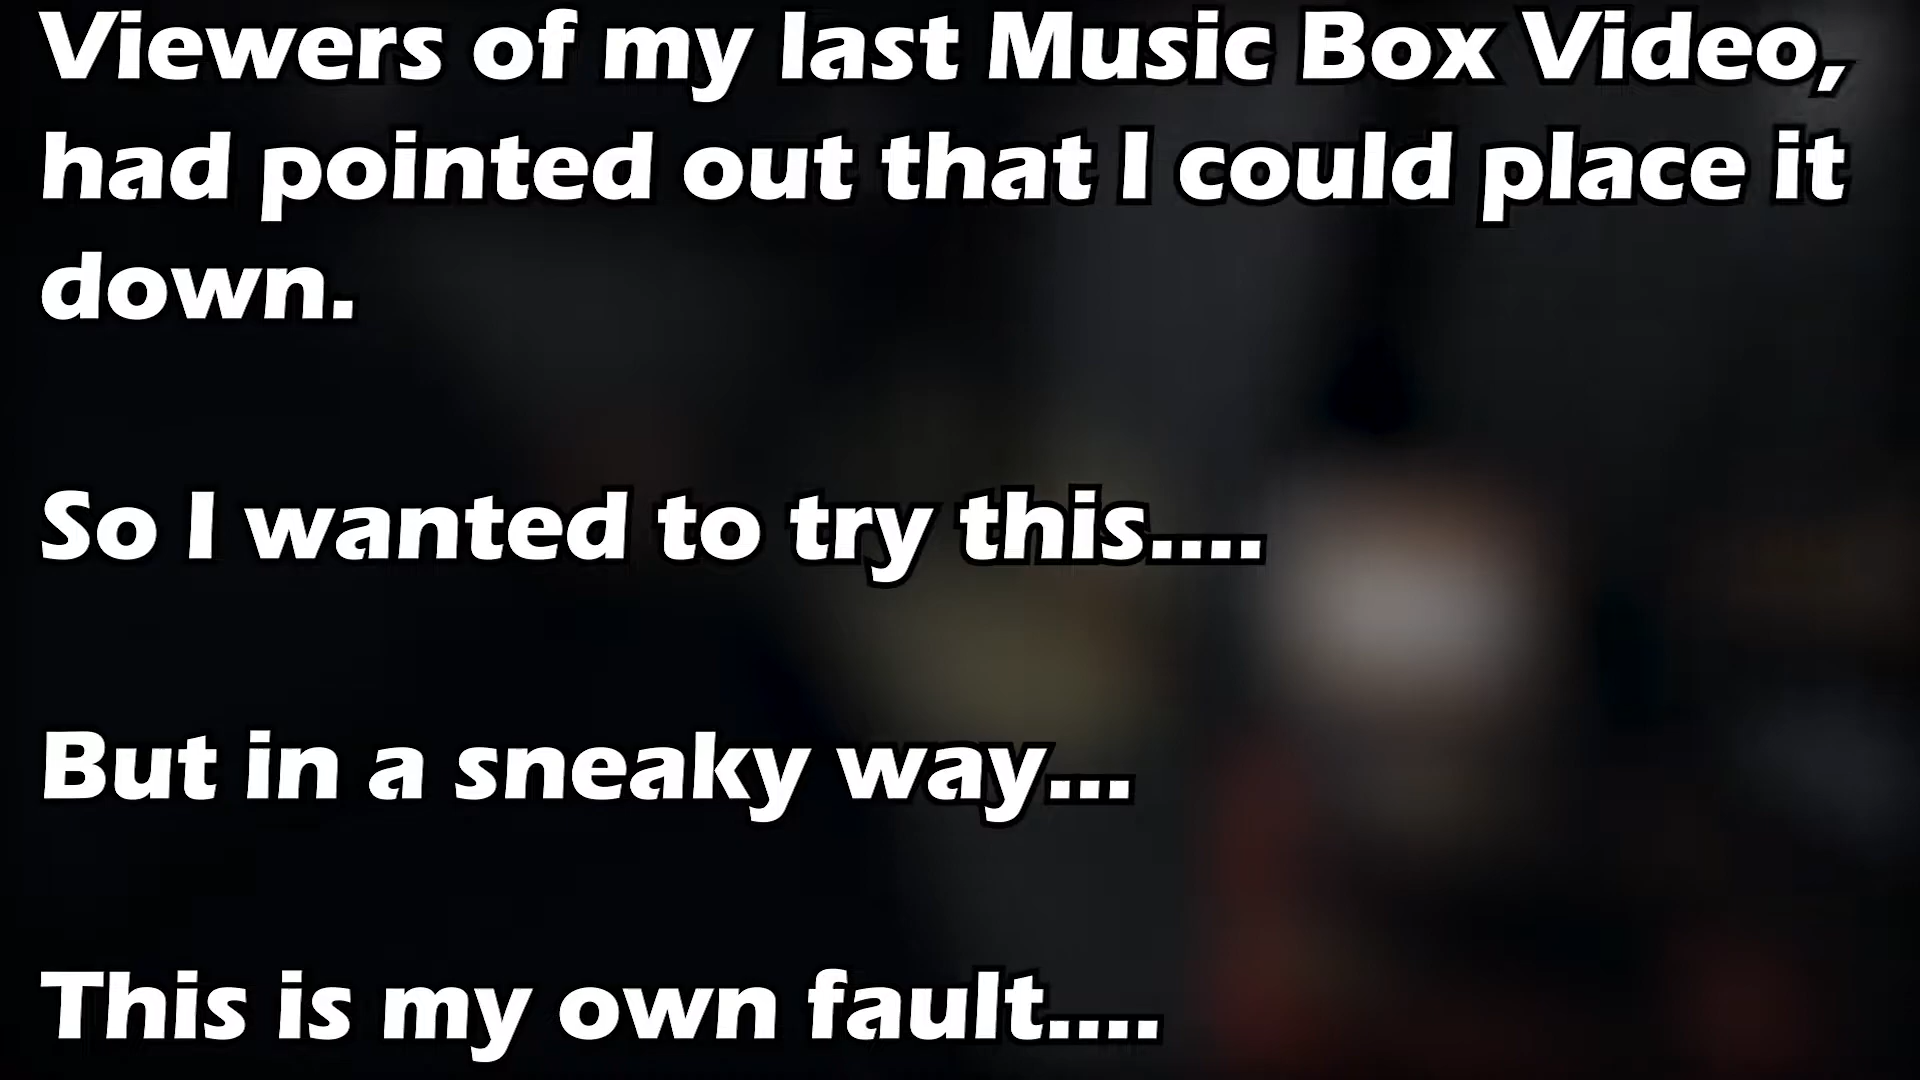 Viewers of my last Music Box Video,
had pointed out that I could place it
down.
So I wanted to try this....
But in a sneaky way...
This is my own fault....